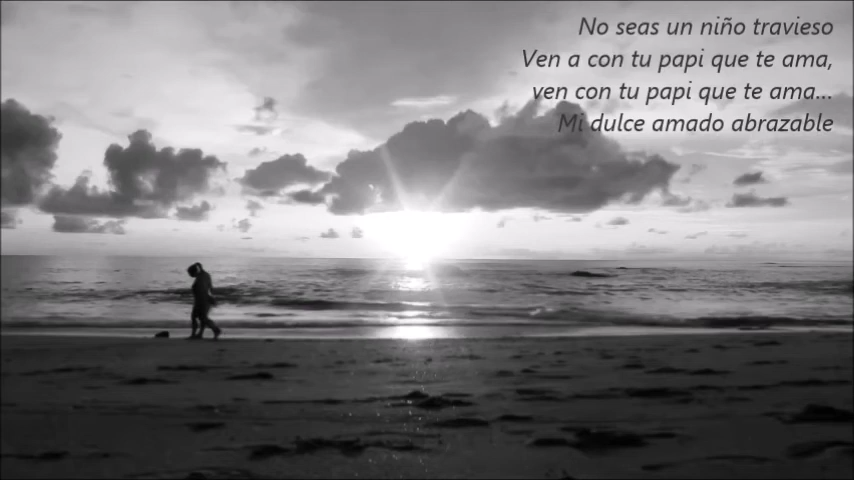 No seas un niño travieso
Ven a con tu papi que te ama,
ven con tu papi que te ama...
Mi dulce amado abrazable